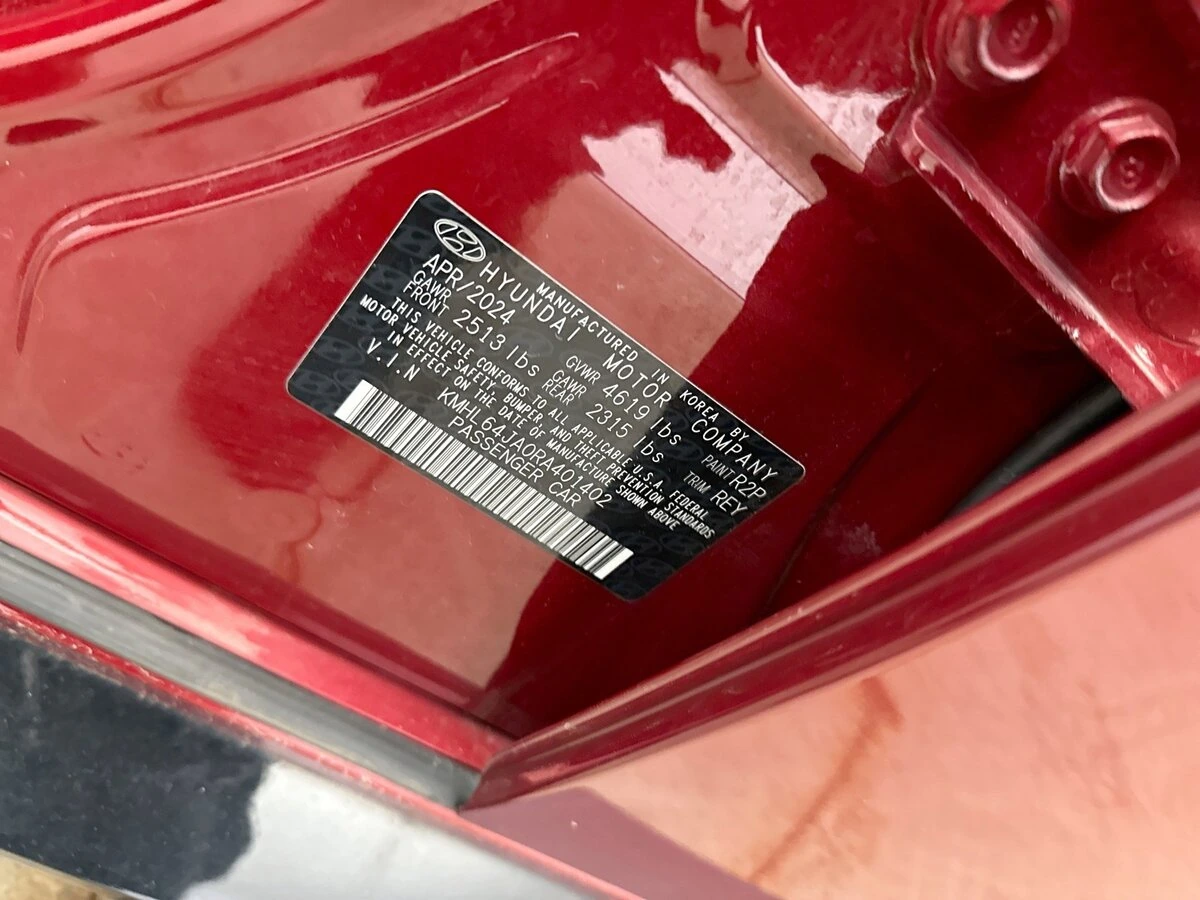 MANUFACTURED IN KOREA BY
HYUNDAI MOTOR COMPANY
APR/2024 GVWR 4619 lbs PAINT R2P
GAWR FRONT 2513 lbs GAWR REAR 2315 lbs TRIM REY
THIS VEHICLE CONFORMS TO ALL APPLICABLE U.S.A. FEDERAL
MOTOR VEHICLE SAFETY, BUMPER, AND THEFT PREVENTION STANDARDS
IN EFFECT ON THE DATE OF MANUFACTURE SHOWN ABOVE
V.I.N KMHL64JA0RA401402
PASSENGER CAR